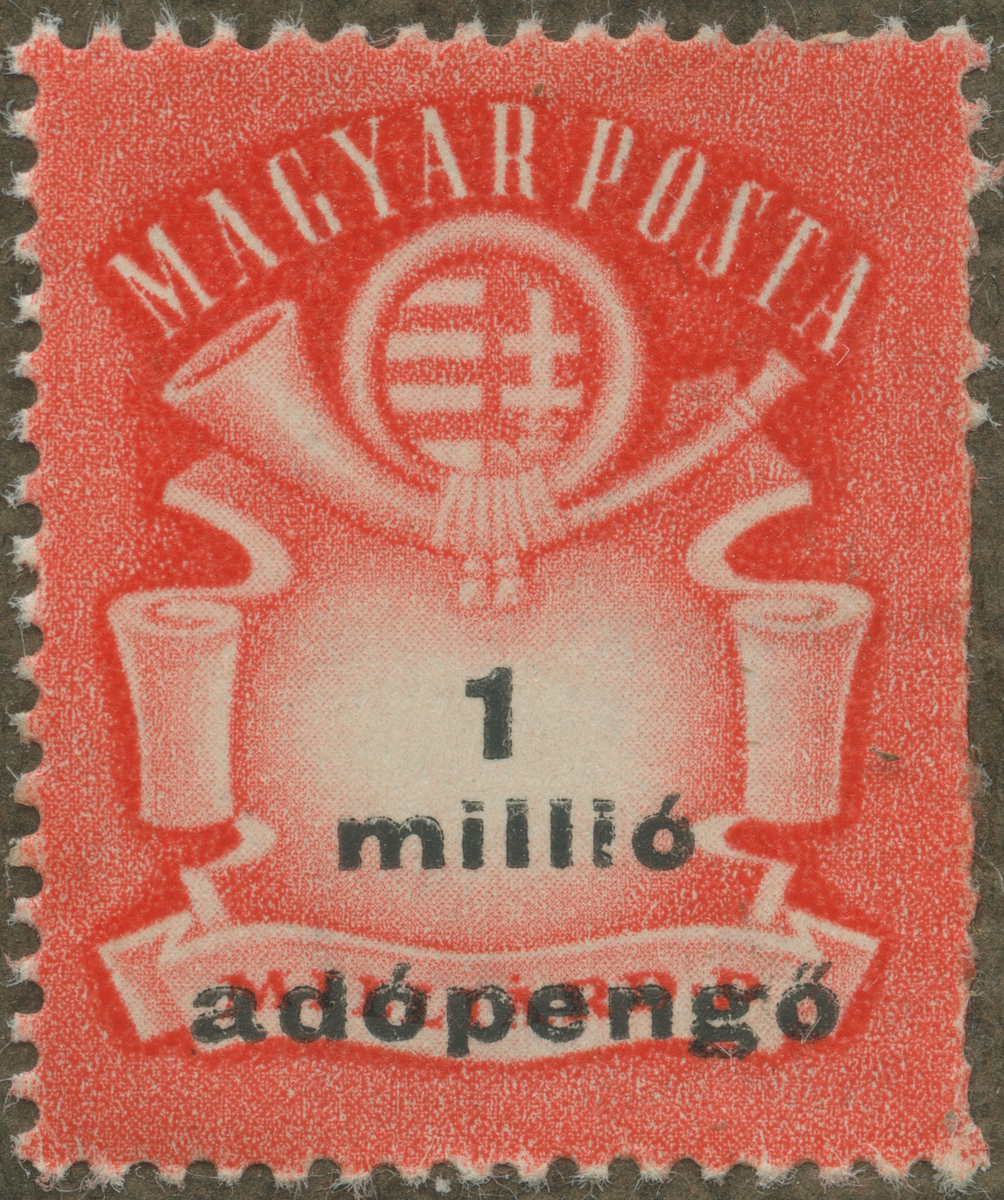 MAGYAR POSTA
1
millió
adópengő